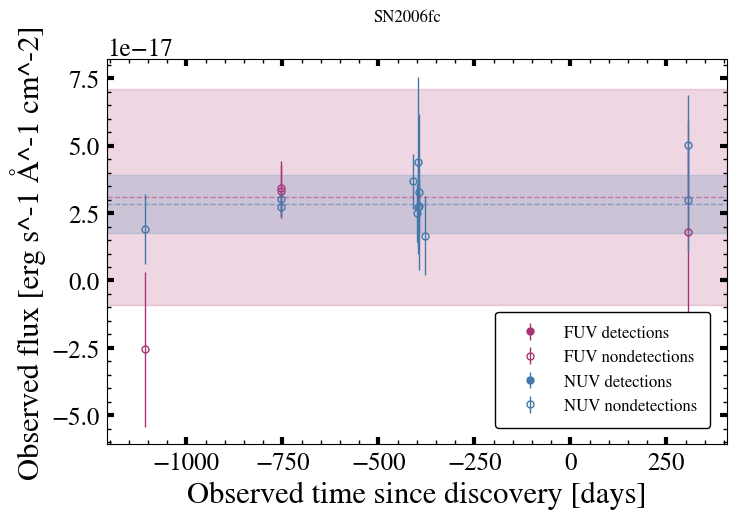 SN2006fc
1e−17
Observed flux [erg s^-1 Å^-1 cm^-2]
7.5
5.0
2.5
0.0
−2.5
−5.0
FUV detections
FUV nondetections
NUV detections
NUV nondetections
−1000 −750 −500 −250 0 250
Observed time since discovery [days]